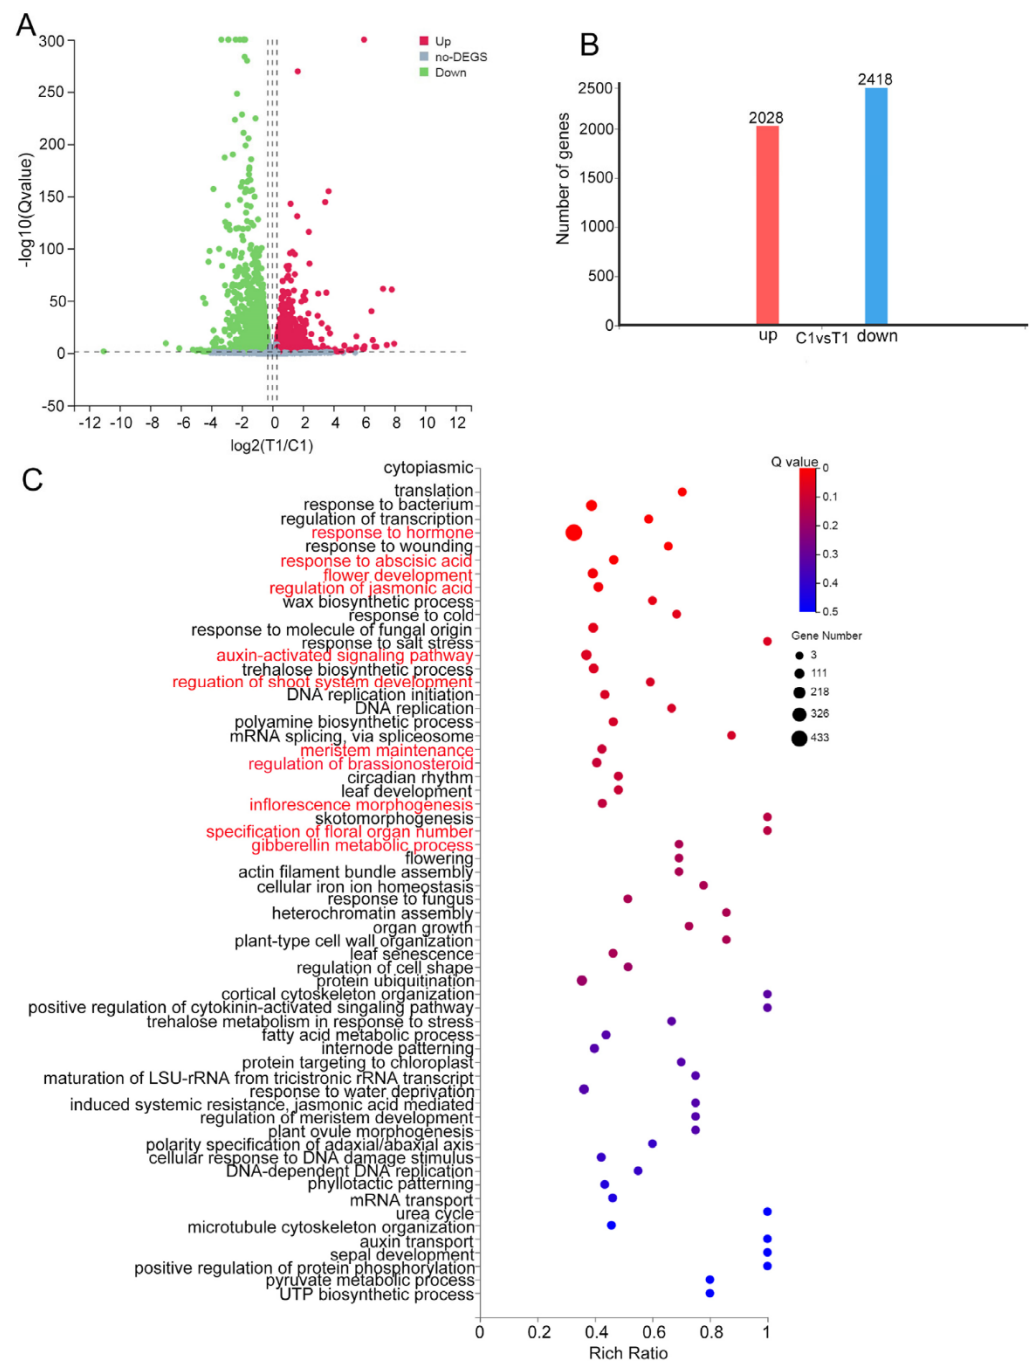 A
300
250
200
150
100
50
0
-50
-log10(Qvalue)
-12 -10 -8 -6 -4 -2 0 2 4 6 8 10 12
log2(T1/C1)
Up
no-DEGS
Down
B
2500
2000
1500
1000
500
0
Number of genes
2028
2418
up C1vsT1 down
C
cytopiasmic
translation
response to bacterium
regulation of transcription
response to hormone
response to wounding
response to abscisic acid
flower development
regulation of jasmonic acid
wax biosynthetic process
response to cold
response to molecule of fungal origin
response to salt stress
auxin-activated signaling pathway
trehalose biosynthetic process
reguation of shoot system development
DNA replication initiation
DNA replication
polyamine biosynthetic process
mRNA splicing, via spliceosome
meristem maintenance
regulation of brassionosteroid
circadian rhythm
leaf development
inflorescence morphogenesis
skotomorphogenesis
specification of floral organ number
gibberellin metabolic process
flowering
actin filament bundle assembly
cellular iron ion homeostasis
response to fungus
heterochromatin assembly
organ growth
plant-type cell wall organization
leaf senescence
regulation of cell shape
protein ubiquitination
cortical cytoskeleton organization
positive regulation of cytokinin-activated singaling pathway
trehalose metabolism in response to stress
fatty acid metabolic process
internode patterning
protein targeting to chloroplast
maturation of LSU-rRNA from tricistronic rRNA transcript
response to water deprivation
induced systemic resistance, jasmonic acid mediated
regulation of meristem development
plant ovule morphogenesis
polarity specification of adaxial/abaxial axis
cellular response to DNA damage stimulus
DNA-dependent DNA replication
phyllotactic patterning
mRNA transport
urea cycle
microtubule cytoskeleton organization
auxin transport
sepal development
positive regulation of protein phosphorylation
pyruvate metabolic process
UTP biosynthetic process
0 0.2 0.4 0.6 0.8 1
Rich Ratio
Q value
0
0.1
0.2
0.3
0.4
0.5
Gene Number
3
111
218
326
433